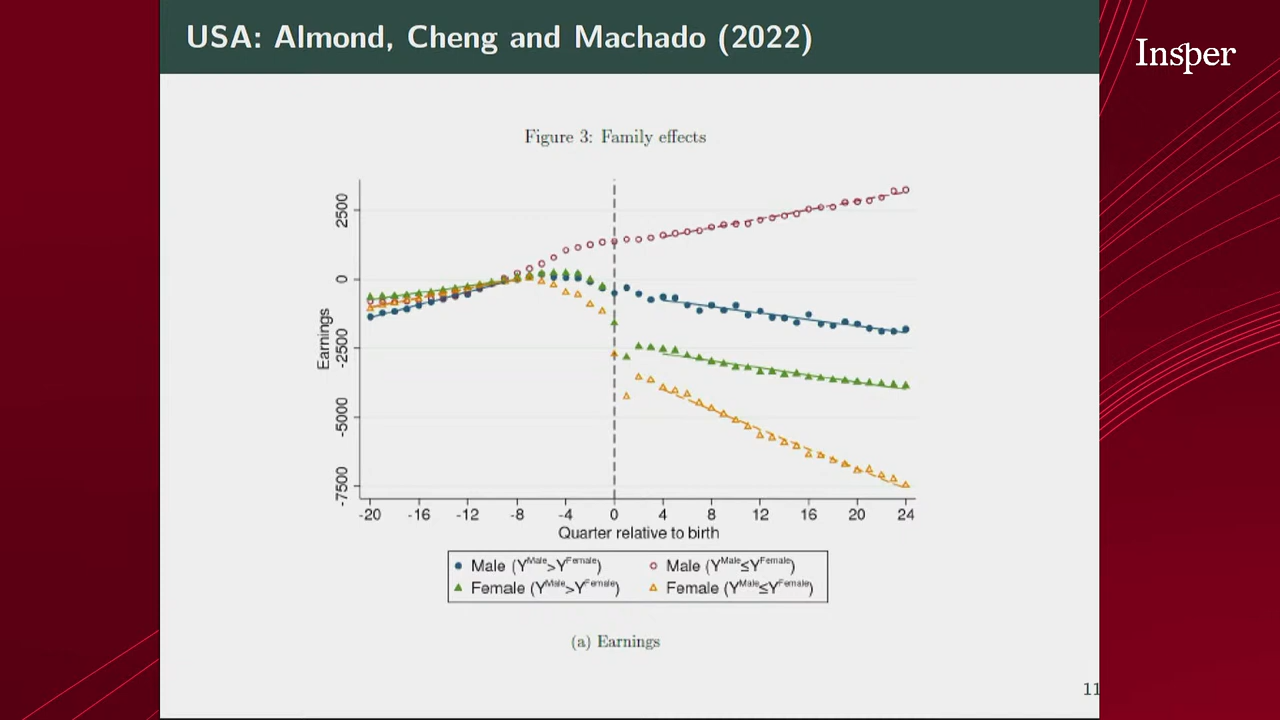 USA: Almond, Cheng and Machado (2022)
Insper
Figure 3: Family effects
2500
0
-2500
-5000
-7500
Earnings
-20 -16 -12 -8 -4 0 4 8 12 16 20 24
Quarter relative to birth
Male (Y^Male>Y^Female) Male (Y^Male≤Y^Female)
Female (Y^Male>Y^Female) Female (Y^Male≤Y^Female)
(a) Earnings
11